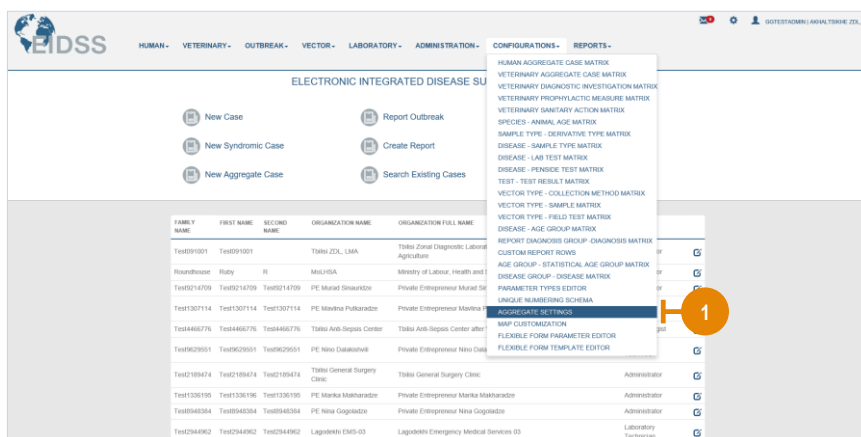 GGTESTADMIN | AKHALTSIKHE ZDL,
EIDSS
HUMAN VETERINARY OUTBREAK VECTOR LABORATORY ADMINISTRATION CONFIGURATIONS REPORTS
HUMAN AGGREGATE CASE MATRIX
VETERINARY AGGREGATE CASE MATRIX
VETERINARY DIAGNOSTIC INVESTIGATION MATRIX
VETERINARY PROPHYLACTIC MEASURE MATRIX
VETERINARY SANITARY ACTION MATRIX
SPECIES - ANIMAL AGE MATRIX
SAMPLE TYPE - DERIVATIVE TYPE MATRIX
DISEASE - SAMPLE TYPE MATRIX
DISEASE - LAB TEST MATRIX
DISEASE - PENSIDE TEST MATRIX
TEST - TEST RESULT MATRIX
VECTOR TYPE - COLLECTION METHOD MATRIX
VECTOR TYPE - SAMPLE MATRIX
VECTOR TYPE - FIELD TEST MATRIX
DISEASE - AGE GROUP MATRIX
REPORT DIAGNOSIS GROUP -DIAGNOSIS MATRIX
CUSTOM REPORT ROWS
AGE GROUP - STATISTICAL AGE GROUP MATRIX
DISEASE GROUP - DISEASE MATRIX
PARAMETER TYPES EDITOR
UNIQUE NUMBERING SCHEMA
AGGREGATE SETTINGS
MAP CUSTOMIZATION
FLEXIBLE FORM PARAMETER EDITOR
FLEXIBLE FORM TEMPLATE EDITOR
1
ELECTRONIC INTEGRATED DISEASE SU
New Case Report Outbreak
New Syndromic Case Create Report
New Aggregate Case Search Existing Cases
FAMILY NAME FIRST NAME SECOND NAME ORGANIZATION NAME ORGANIZATION FULL NAME
Test091001 Test091001 Tbilisi ZDL, LMA Tbilisi Zonal Diagnostic Laborat
Agriculture or
Roundhouse Ruby R MoLHSA Ministry of Labour, Health and or
Test9214709 Test9214709 Test9214709 PE Murad Sinauridze Private Entrepreneur Murad Sin or
Test1307114 Test1307114 Test1307114 PE Mavlina Putkaradze Private Entrepreneur Mavlina P
Test4466776 Test4466776 Test4466776 Tbilisi Anti-Sepsis Center Tbilisi Anti-Sepsis Center after gist
Test9629551 Test9629551 Test9629551 PE Nino Dalakishvili Private Entrepreneur Nino Dala
Test2189474 Test2189474 Test2189474 Tbilisi General Surgery Clinic Tbilisi General Surgery Clinic Administrator
Test1336196 Test1336196 Test1336196 PE Marika Makharadze Private Entrepreneur Marika Makharadze Administrator
Test8948384 Test8948384 Test8948384 PE Nina Gogoladze Private Entrepreneur Nina Gogoladze Administrator
Test2944962 Test2944962 Test2944962 Lagodekhi EMS-03 Lagodekhi Emergency Medical Services 03 Laboratory
Technician